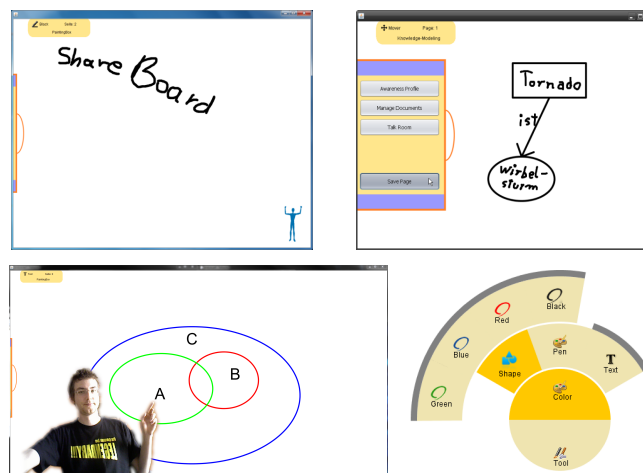 Share Board
Mover Page: 1
Knowledge-Modeling
Awareness Profile
Manage Documents
Talk Room
Save Page
Tornado
ist
Wirbel-
sturm
C
B
A
Black
Red
Blue
Green
Pen
Shape
Text
Color
Tool